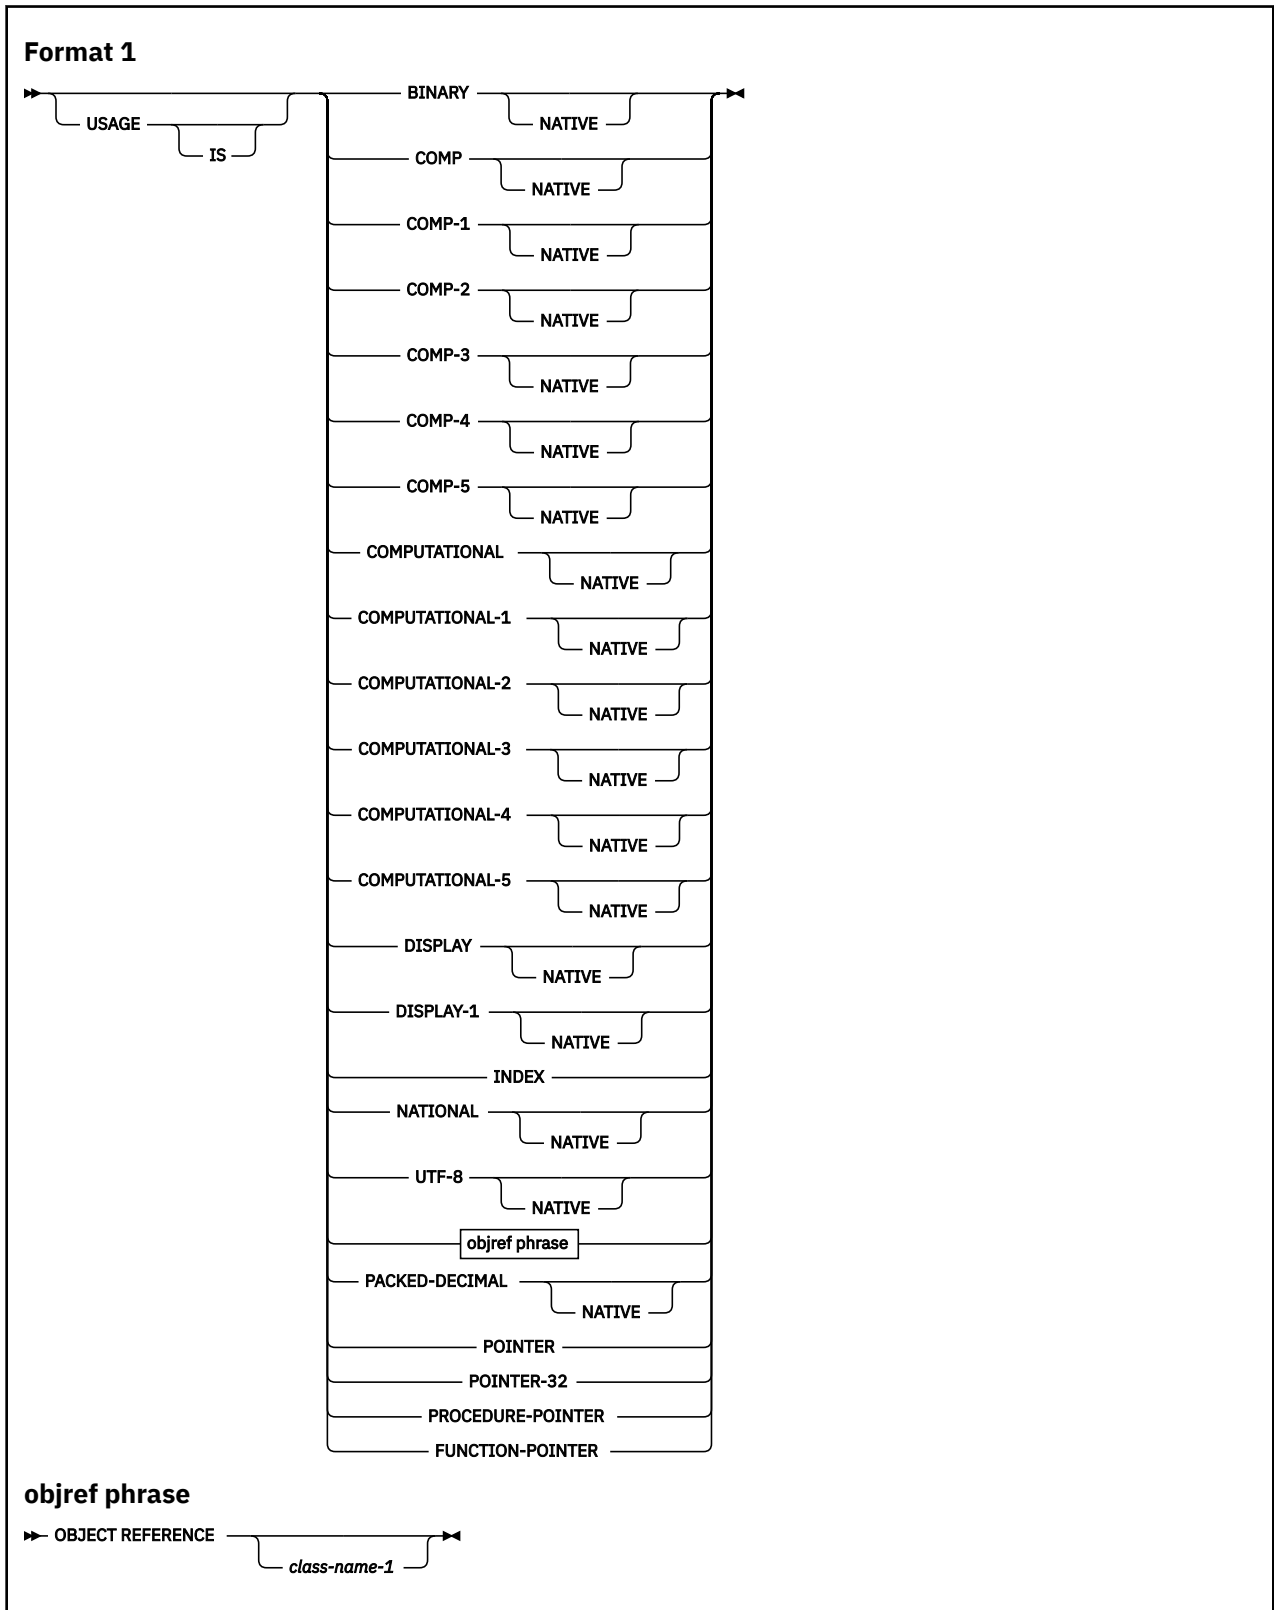 Format 1
BINARY
USAGE NATIVE
IS
COMP
NATIVE
COMP-1
NATIVE
COMP-2
NATIVE
COMP-3
NATIVE
COMP-4
NATIVE
COMP-5
NATIVE
COMPUTATIONAL
NATIVE
COMPUTATIONAL-1
NATIVE
COMPUTATIONAL-2
NATIVE
COMPUTATIONAL-3
NATIVE
COMPUTATIONAL-4
NATIVE
COMPUTATIONAL-5
NATIVE
DISPLAY
NATIVE
DISPLAY-1
NATIVE
INDEX
NATIONAL
NATIVE
UTF-8
NATIVE
objref phrase
PACKED-DECIMAL
NATIVE
POINTER
POINTER-32
PROCEDURE-POINTER
FUNCTION-POINTER
objref phrase
OBJECT REFERENCE
class-name-1